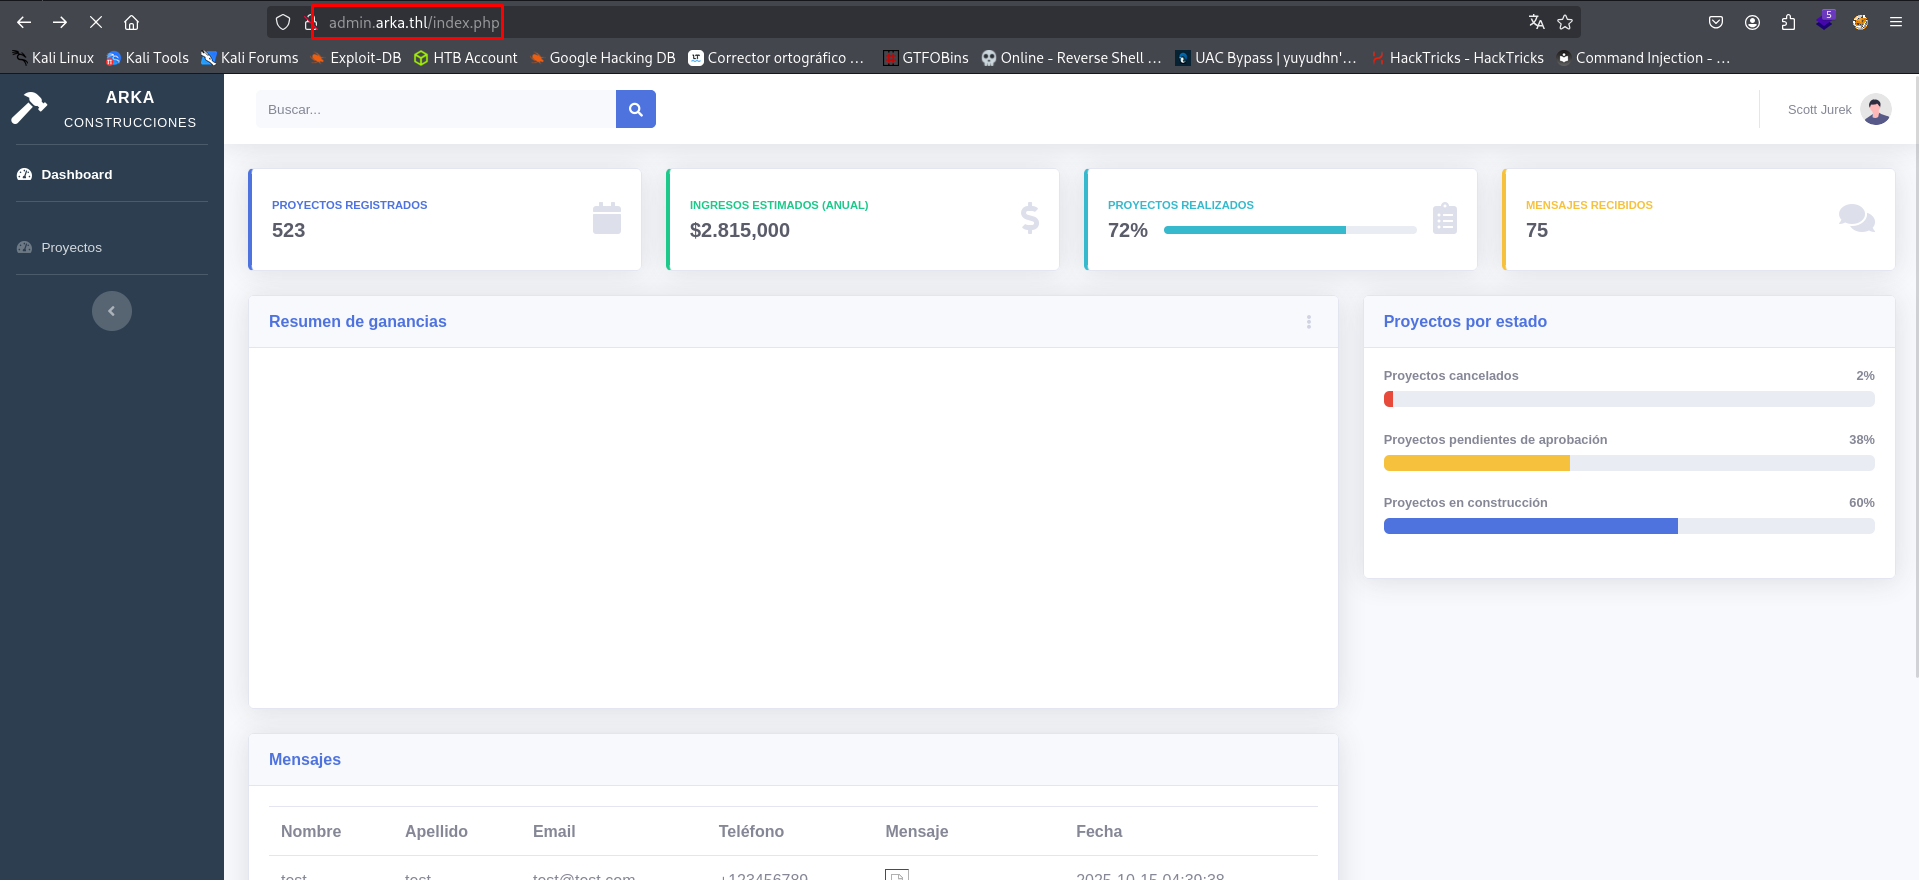 admin.arka.thl/index.php
5
Kali Linux Kali Tools Kali Forums Exploit-DB HTB Account Google Hacking DB Corrector ortográfico … GTFOBins Online - Reverse Shell … UAC Bypass | yuyudhn'… HackTricks - HackTricks Command Injection - …
ARKA
CONSTRUCCIONES
Dashboard
Proyectos
Buscar...
Scott Jurek
PROYECTOS REGISTRADOS
523
INGRESOS ESTIMADOS (ANUAL)
$2.815,000
PROYECTOS REALIZADOS
72%
MENSAJES RECIBIDOS
75
Resumen de ganancias
Proyectos por estado
Proyectos cancelados 2%
Proyectos pendientes de aprobación 38%
Proyectos en construcción 60%
Mensajes
Nombre Apellido Email Teléfono Mensaje Fecha
test test test@test.com +123456789 2025-10-15 04:39:38